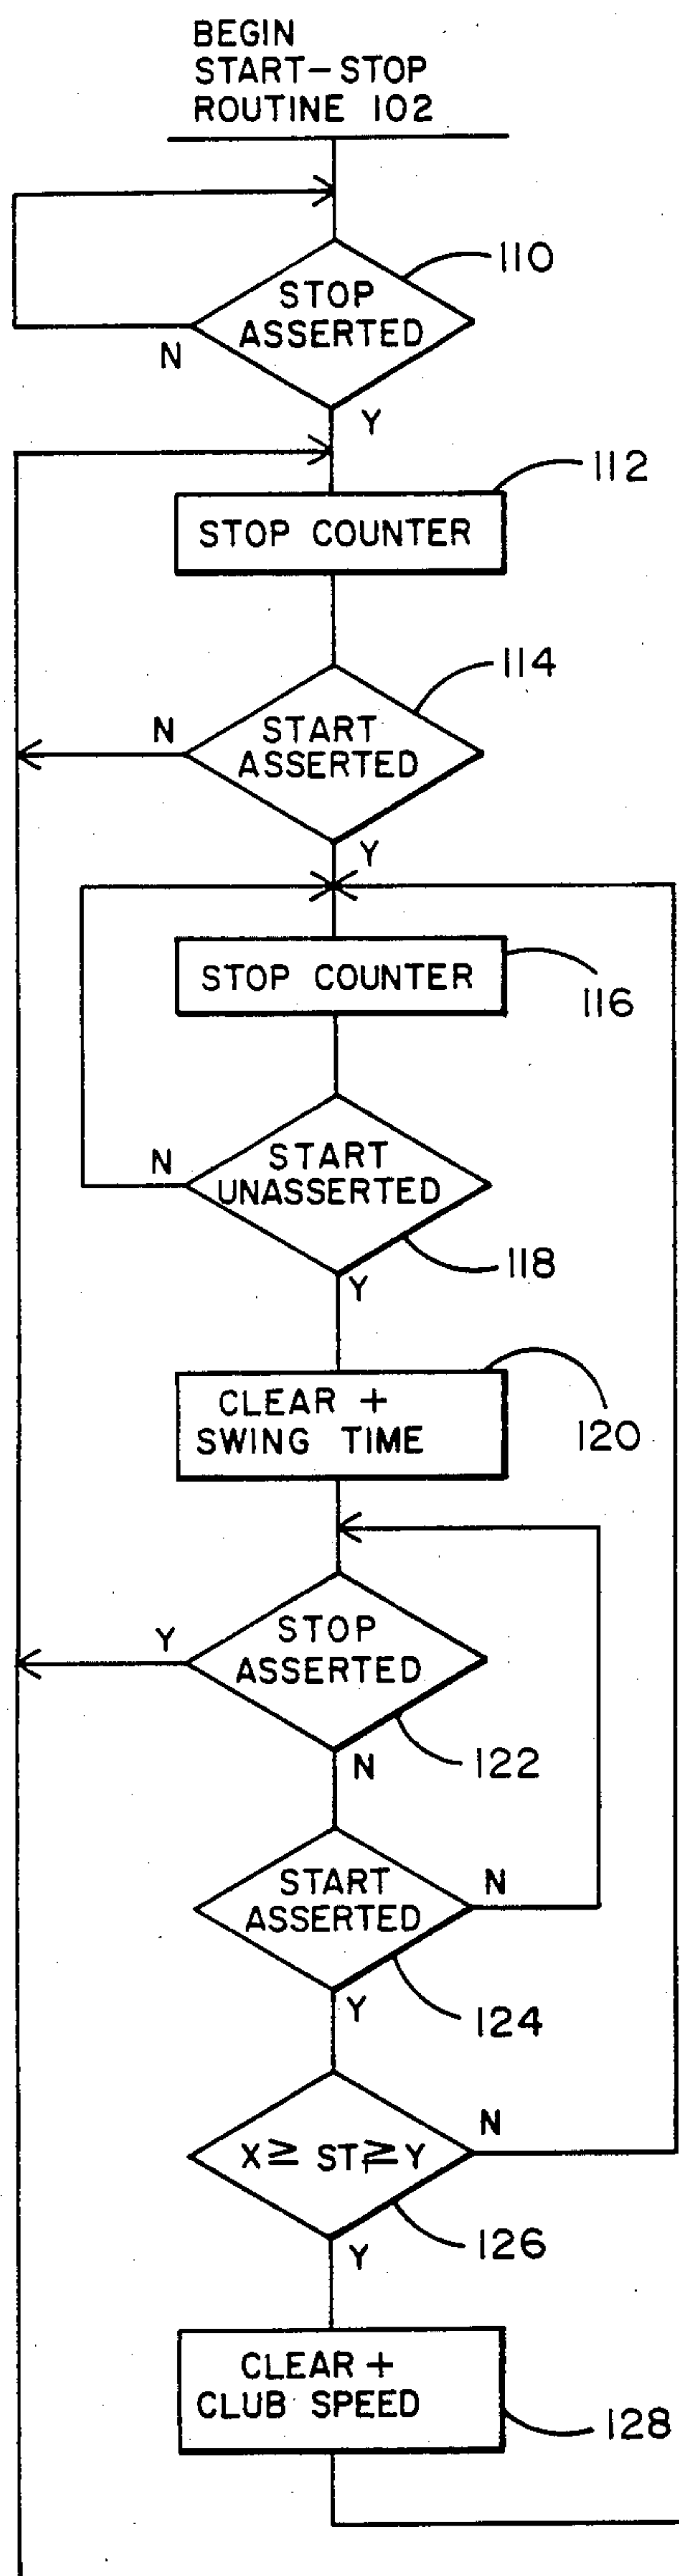 BEGIN
START-STOP
ROUTINE 102
110
STOP
ASSERTED
N
Y
112
STOP COUNTER
114
N
START
ASSERTED
Y
STOP COUNTER
116
N
START
UNASSERTED
118
Y
CLEAR +
SWING TIME
120
Y
STOP
ASSERTED
N
122
START
ASSERTED
N
Y
124
N
X ≥ ST₁ ≥ Y
126
Y
CLEAR +
CLUB SPEED
128